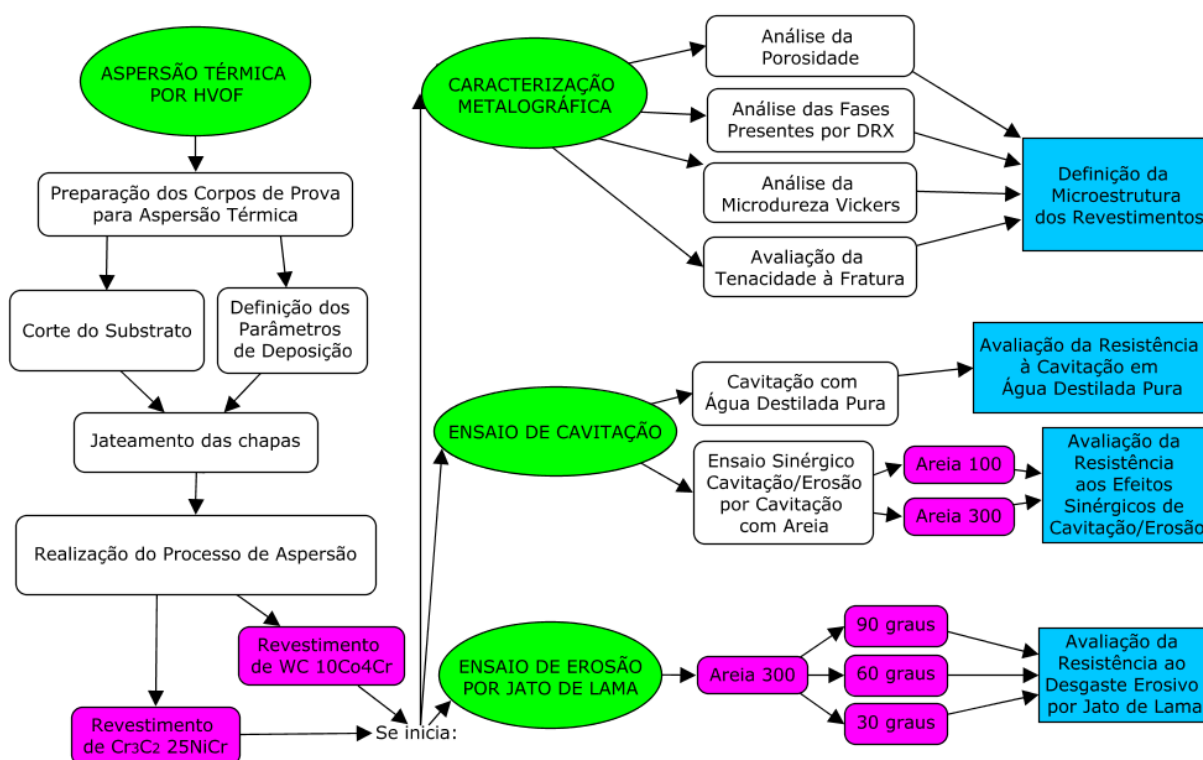 ASPERSÃO TÉRMICA
POR HVOF
Preparação dos Corpos de Prova
para Aspersão Térmica
Corte do Substrato
Definição dos
Parâmetros
de Deposição
Jateamento das chapas
Realização do Processo de Aspersão
Revestimento
de WC 10Co4Cr
Revestimento
de Cr3C2 25NiCr
Se inicia:
CARACTERIZAÇÃO
METALOGRÁFICA
Análise da
Porosidade
Análise das Fases
Presentes por DRX
Análise da
Microdureza Vickers
Avaliação da
Tenacidade à Fratura
Definição da
Microestrutura
dos Revestimentos
ENSAIO DE CAVITAÇÃO
Cavitação com
Água Destilada Pura
Avaliação da Resistência
à Cavitação em
Água Destilada Pura
Ensaio Sinérgico
Cavitação/Erosão
por Cavitação
com Areia
Areia 100
Areia 300
Avaliação da
Resistência
aos Efeitos
Sinérgicos de
Cavitação/Erosão
ENSAIO DE EROSÃO
POR JATO DE LAMA
Areia 300
90 graus
60 graus
30 graus
Avaliação da
Resistência ao
Desgaste Erosivo
por Jato de Lama